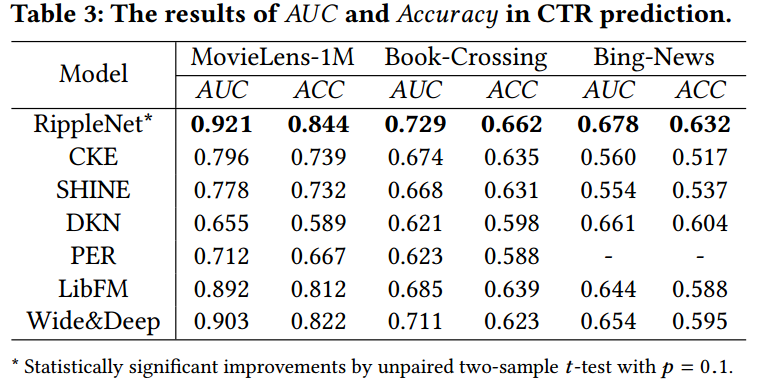 Table 3: The results of AUC and Accuracy in CTR prediction.
Model MovieLens-1M Book-Crossing Bing-News
AUC ACC AUC ACC AUC ACC
RippleNet* 0.921 0.844 0.729 0.662 0.678 0.632
CKE 0.796 0.739 0.674 0.635 0.560 0.517
SHINE 0.778 0.732 0.668 0.631 0.554 0.537
DKN 0.655 0.589 0.621 0.598 0.661 0.604
PER 0.712 0.667 0.623 0.588 - -
LibFM 0.892 0.812 0.685 0.639 0.644 0.588
Wide&Deep 0.903 0.822 0.711 0.623 0.654 0.595
* Statistically significant improvements by unpaired two-sample t-test with p = 0.1.